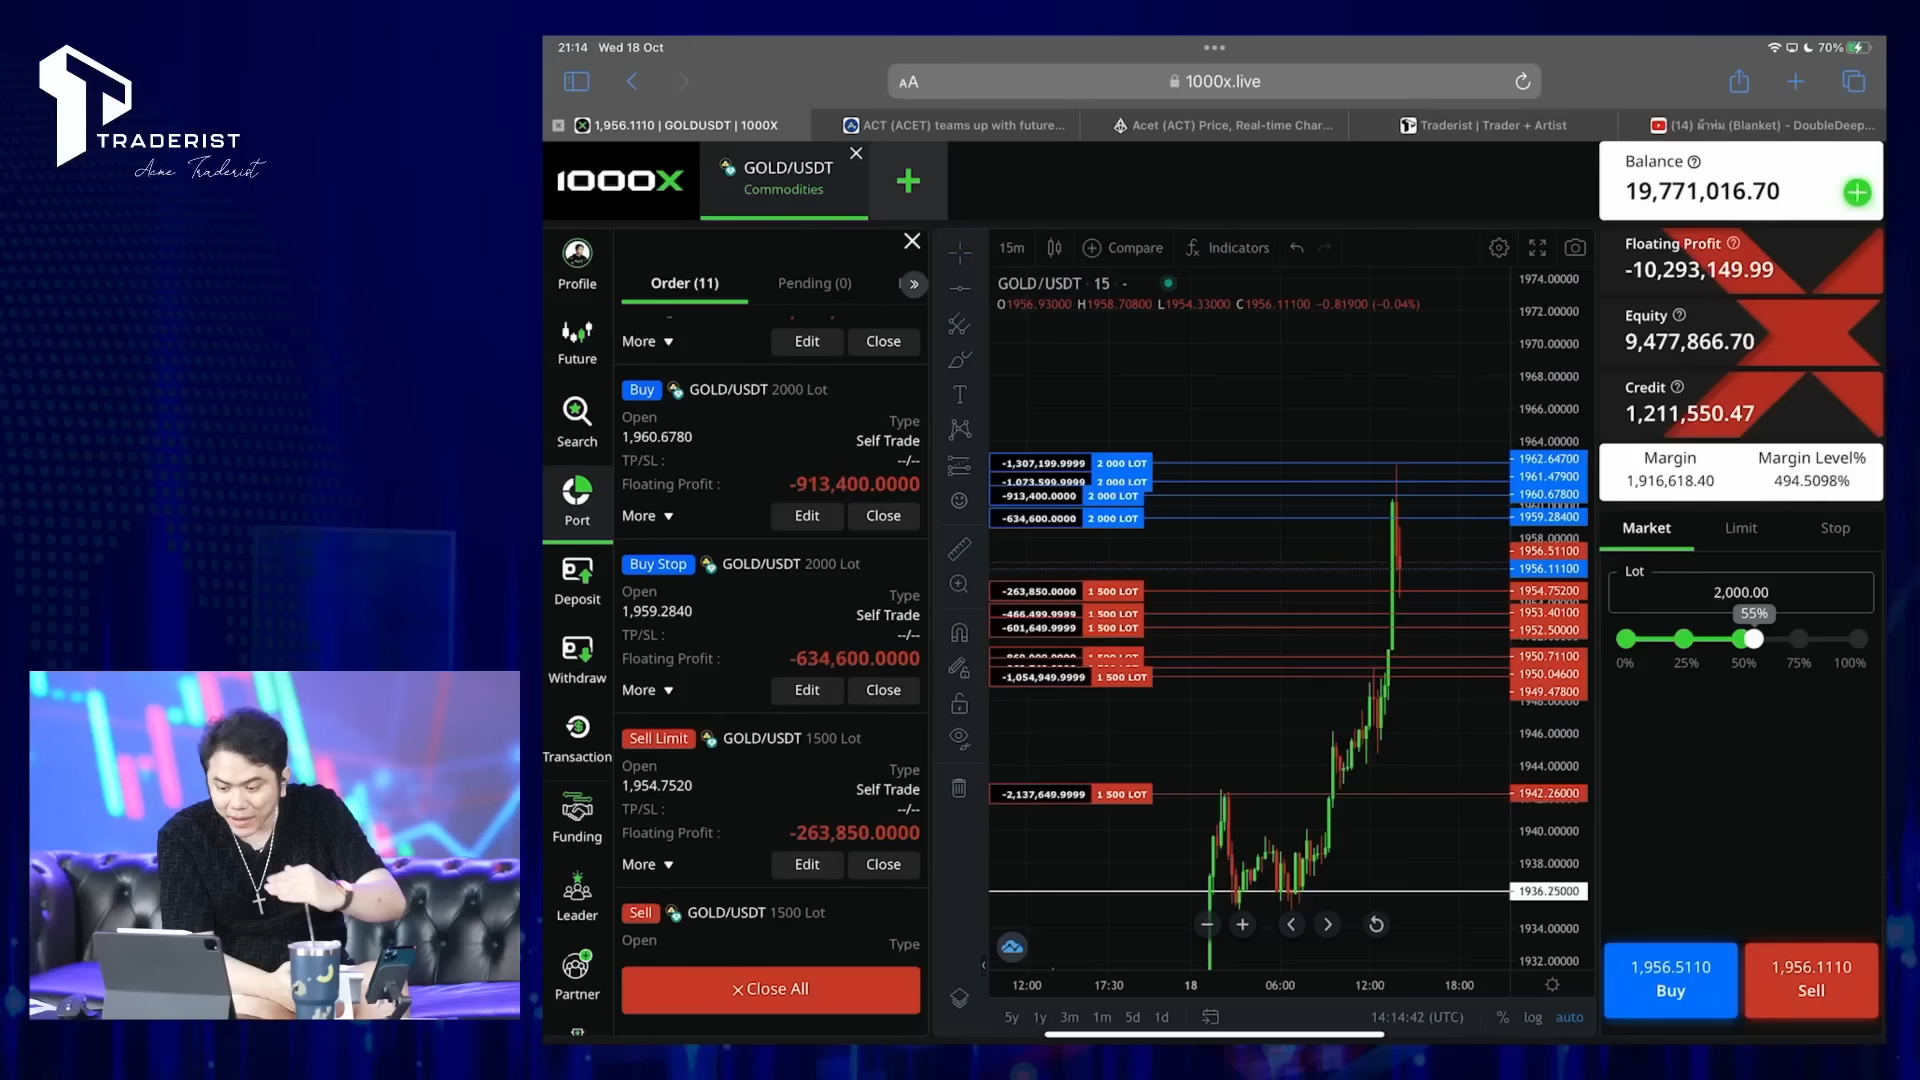 TRADERIST
Acme Traderist
21:14 Wed 18 Oct
70%
AA
1000x.live
1,956.1110 | GOLDUSDT | 1000X
ACT (ACET) teams up with future...
Acet (ACT) Price, Real-time Char...
Traderist | Trader + Artist
(14) ผ้าห่ม (Blanket) - DoubleDeep...
1000X
GOLD/USDT
Commodities
Balance
19,771,016.70
Floating Profit
-10,293,149.99
Equity
9,477,866.70
Credit
1,211,550.47
Margin
1,916,618.40
Margin Level%
494.5098%
Market
Limit
Stop
Lot
2,000.00
55%
0%
25%
50%
75%
100%
1,956.5110
Buy
1,956.1110
Sell
Profile
Future
Search
Port
Deposit
Withdraw
Transaction
Funding
Leader
Partner
Order (11)
Pending (0)
More
Edit
Close
Buy GOLD/USDT 2000 Lot
Open
Type
1,960.6780
Self Trade
TP/SL :
--/--
Floating Profit :
-913,400.0000
More
Edit
Close
Buy Stop GOLD/USDT 2000 Lot
Open
Type
1,959.2840
Self Trade
TP/SL :
--/--
Floating Profit :
-634,600.0000
More
Edit
Close
Sell Limit GOLD/USDT 1500 Lot
Open
Type
1,954.7520
Self Trade
TP/SL :
--/--
Floating Profit :
-263,850.0000
More
Edit
Close
Sell GOLD/USDT 1500 Lot
Open
Type
Close All
15m
Compare
Indicators
GOLD/USDT · 15 · -
O1956.93000 H1958.70800 L1954.33000 C1956.11100 −0.81900 (−0.04%)
-1,307,199.9999 2 000 LOT
-1,073,599.9999 2 000 LOT
-913,400.0000 2 000 LOT
-634,600.0000 2 000 LOT
-263,850.0000 1 500 LOT
-466,499.9999 1 500 LOT
-601,649.9999 1 500 LOT
-1,054,949.9999 1 500 LOT
-2,137,649.9999 1 500 LOT
1974.00000
1972.00000
1970.00000
1968.00000
1966.00000
1964.00000
1962.64700
1961.47900
1960.67800
1959.28400
1958.00000
1956.51100
1956.11100
1954.75200
1953.40100
1952.50000
1950.71100
1950.04600
1949.47800
1948.00000
1946.00000
1944.00000
1942.26000
1940.00000
1938.00000
1936.25000
1934.00000
1932.00000
12:00
17:30
18
06:00
12:00
18:00
5y 1y 3m 1m 5d 1d
14:14:42 (UTC)
% log auto